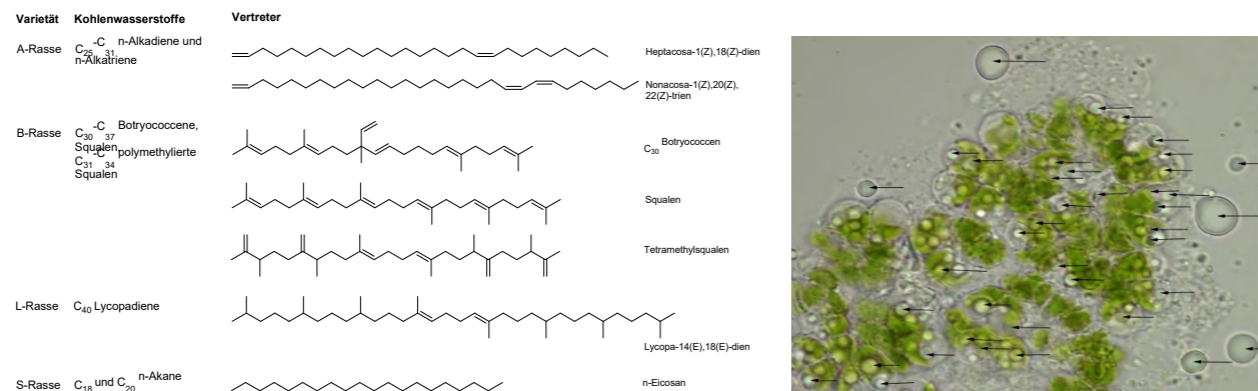 Varietät Kohlenwasserstoffe Vertreter
A-Rasse C25-C31 n-Alkadiene und
n-Alkatriene
Heptacosa-1(Z),18(Z)-dien
Nonacosa-1(Z),20(Z),
22(Z)-trien
B-Rasse C30-C37 Botryococcene,
Squalen
C31-C34 polymethylierte
Squalen
C30 Botryococcen
Squalen
Tetramethylsqualen
L-Rasse C40 Lycopadiene
Lycopa-14(E),18(E)-dien
S-Rasse C18 und C20 n-Akane
n-Eicosan